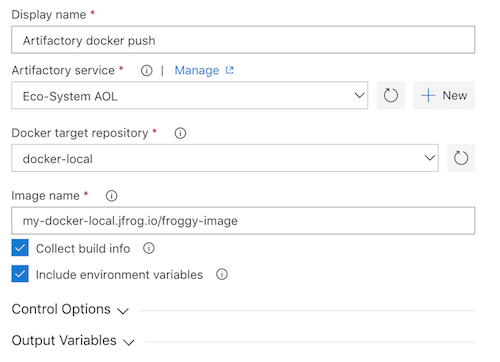 Display name *
Artifactory docker push
Artifactory service * | Manage
Eco-System AOL
New
Docker target repository *
docker-local
Image name *
my-docker-local.jfrog.io/froggy-image
Collect build info
Include environment variables
Control Options
Output Variables